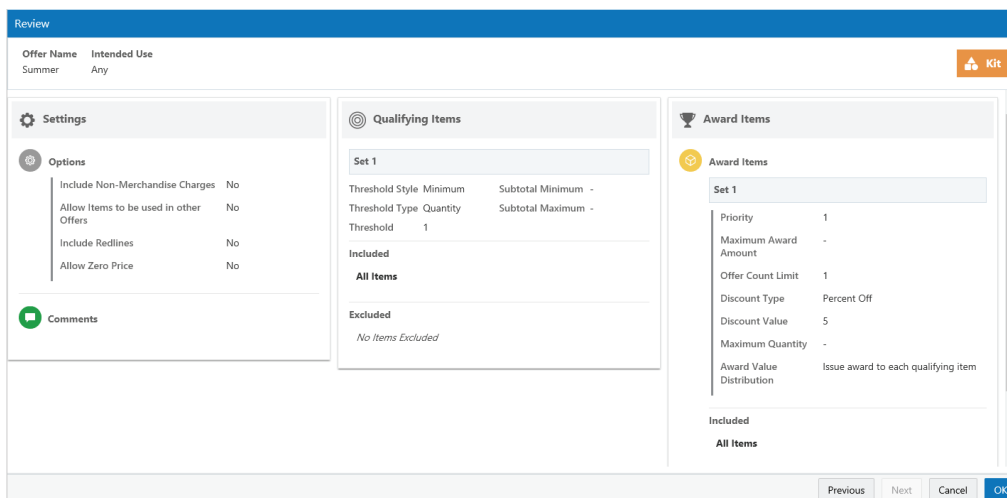 Review
Offer Name Intended Use
Summer Any
Kit
Settings
Options
Include Non-Merchandise Charges No
Allow Items to be used in other No
Offers
Include Redlines No
Allow Zero Price No
Comments
Qualifying Items
Set 1
Threshold Style Minimum Subtotal Minimum -
Threshold Type Quantity Subtotal Maximum -
Threshold 1
Included
All Items
Excluded
No Items Excluded
Award Items
Award Items
Set 1
Priority 1
Maximum Award -
Amount
Offer Count Limit 1
Discount Type Percent Off
Discount Value 5
Maximum Quantity -
Award Value Issue award to each qualifying item
Distribution
Included
All Items
Previous Next Cancel OK